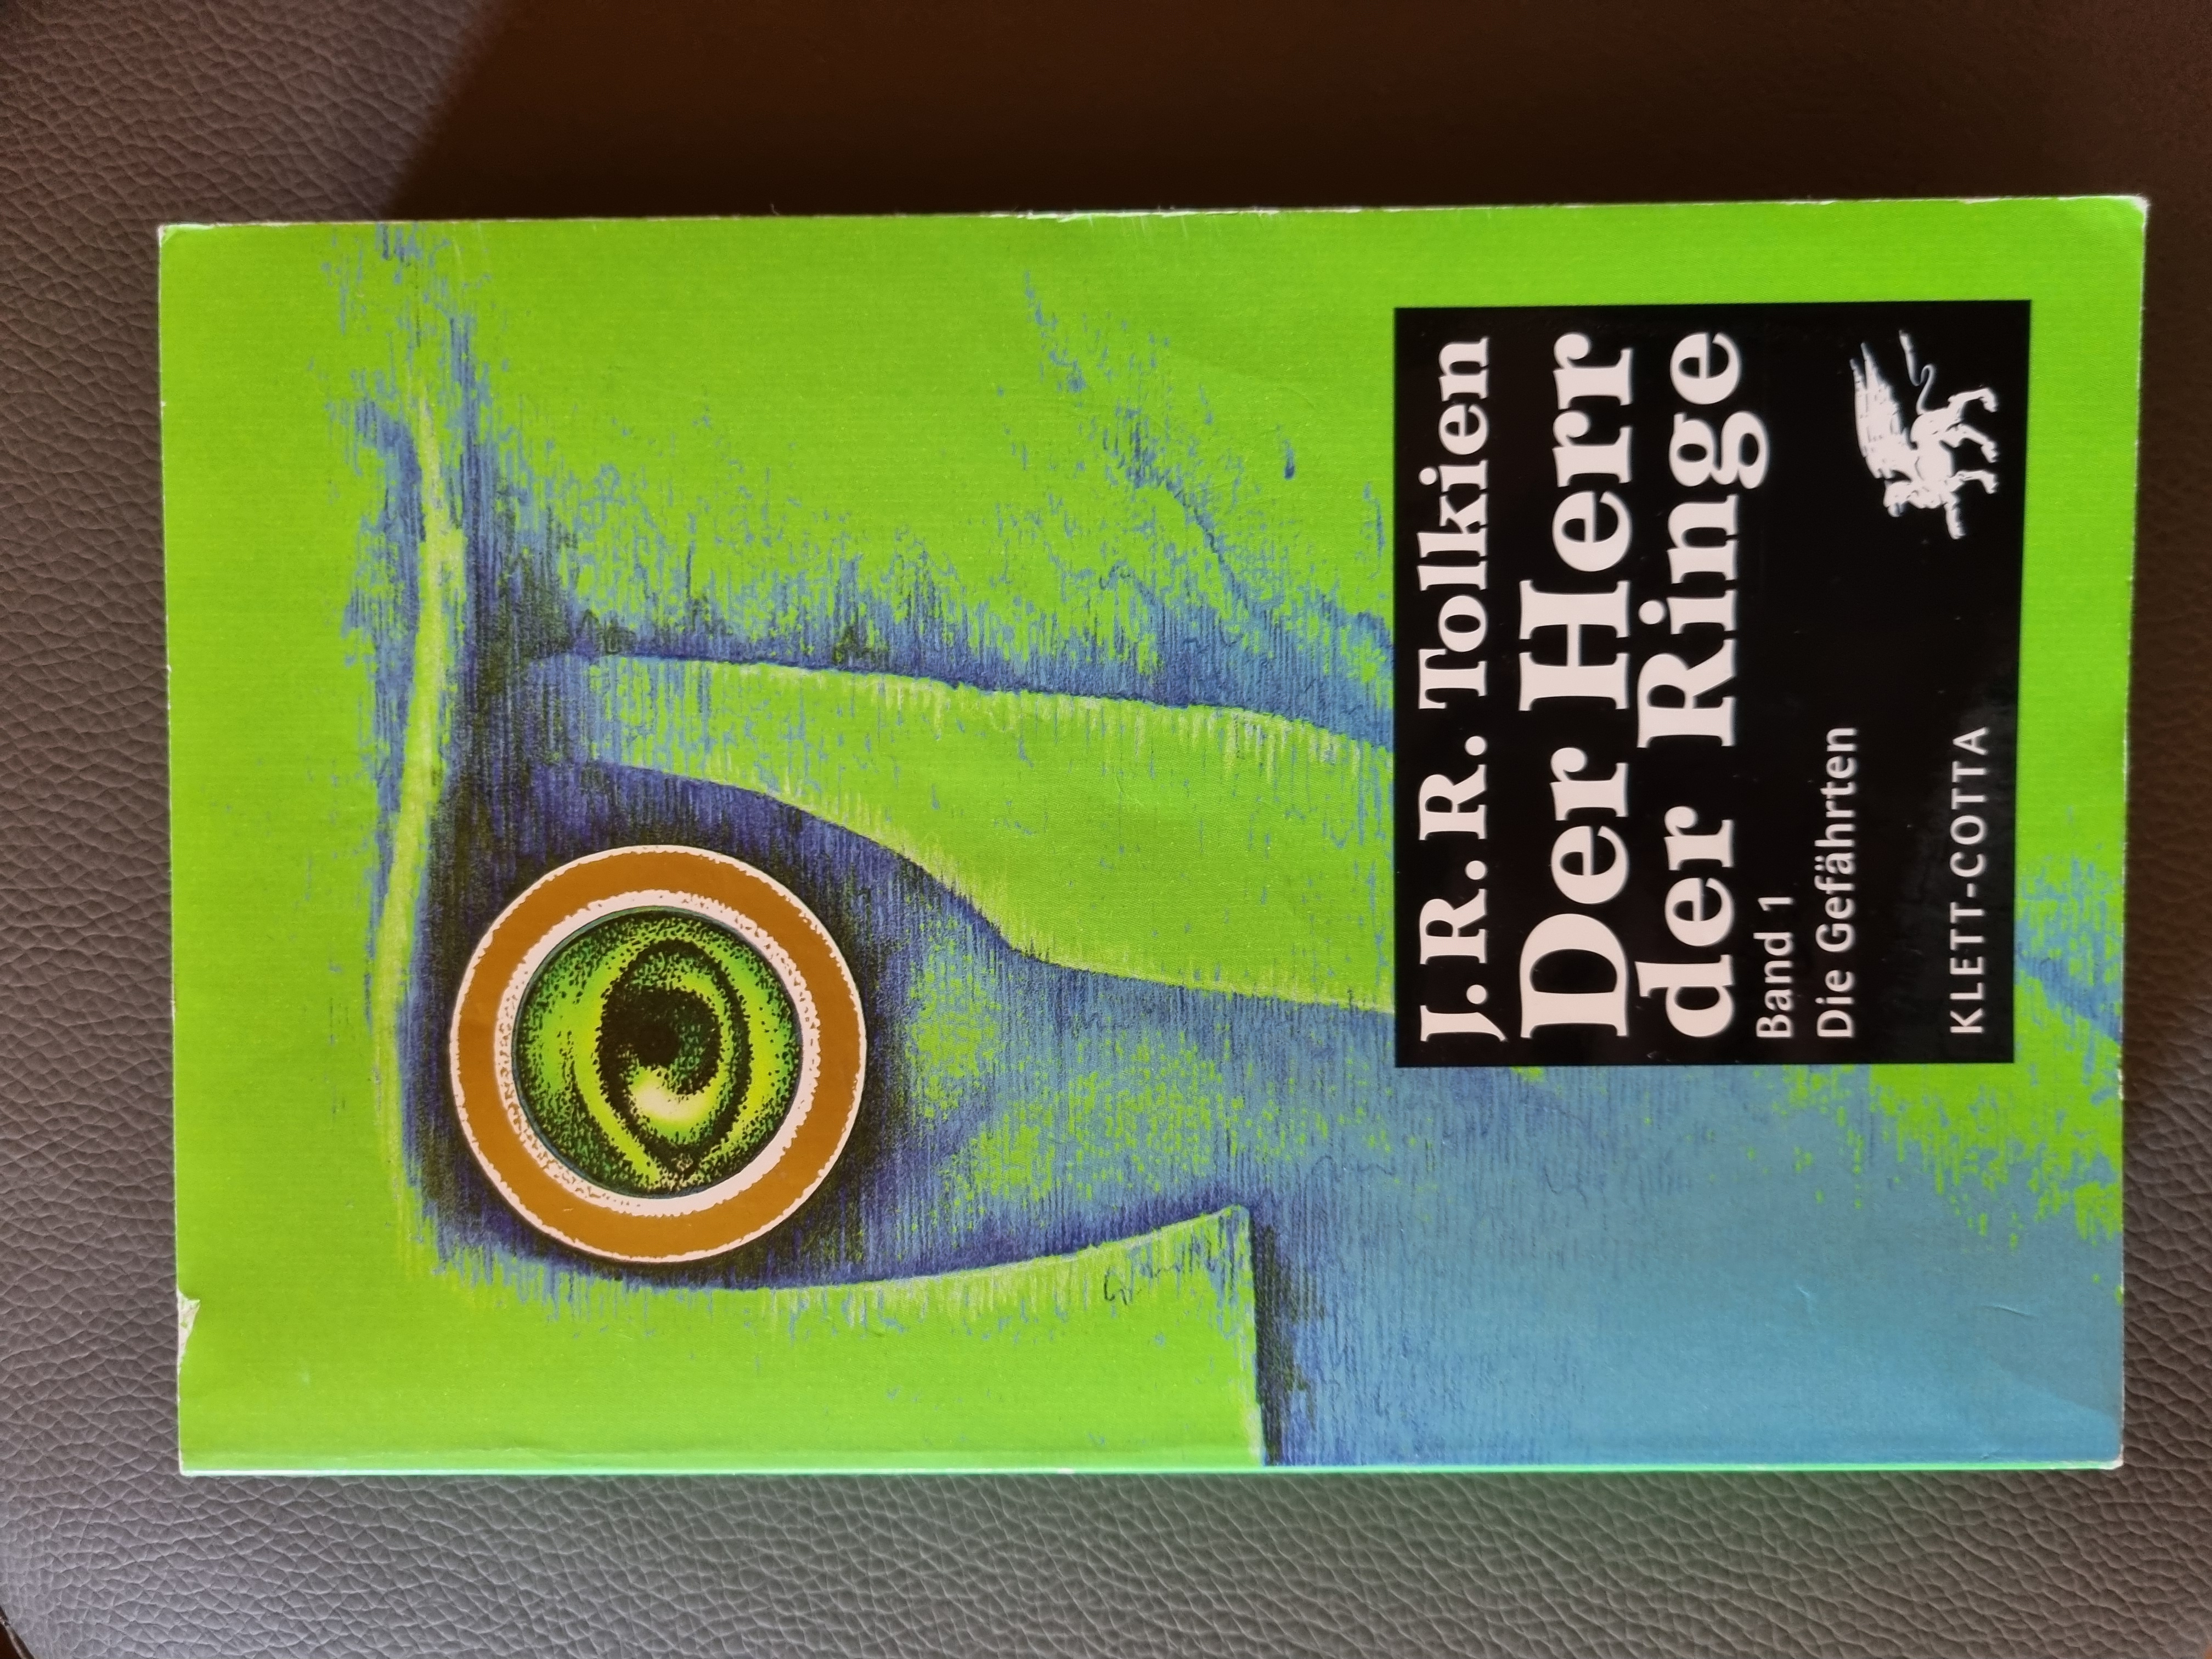 J. R. R. Tolkien
Der Herr
der Ringe
Band 1
Die Gefährten
KLETT-COTTA